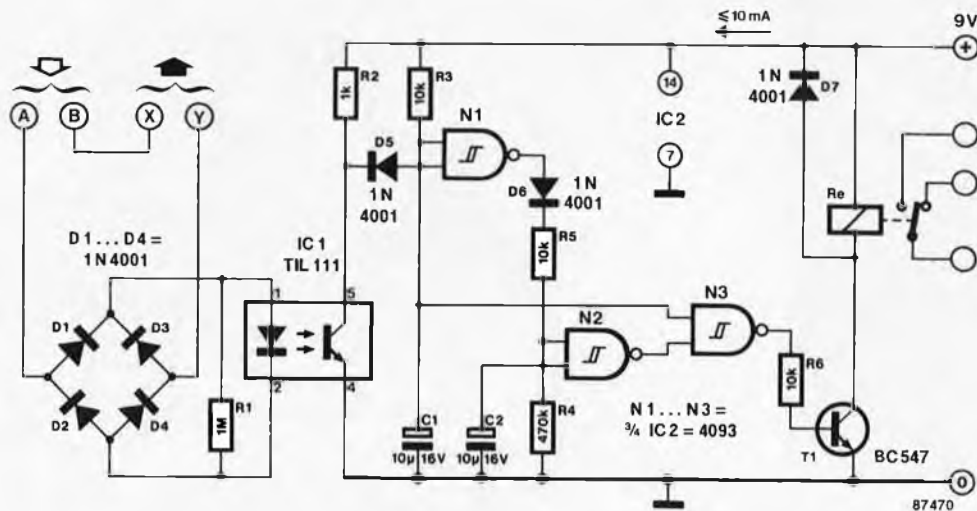 ≤10 mA
9V
+
A
B
X
Y
R2
1k
R3
10k
N1
14
IC 2
7
1N
4001
D7
D5
1N
4001
D6
1N
4001
Re
D1...D4=
1N4001
IC1
TIL 111
R5
10k
1
5
2
4
D1
D3
D2
D4
R1
1M
N2
N3
R6
10k
C1
10µ 16V
C2
10µ 16V
R4
470k
N1...N3=
¾ IC2 = 4093
T1
BC547
0
87470